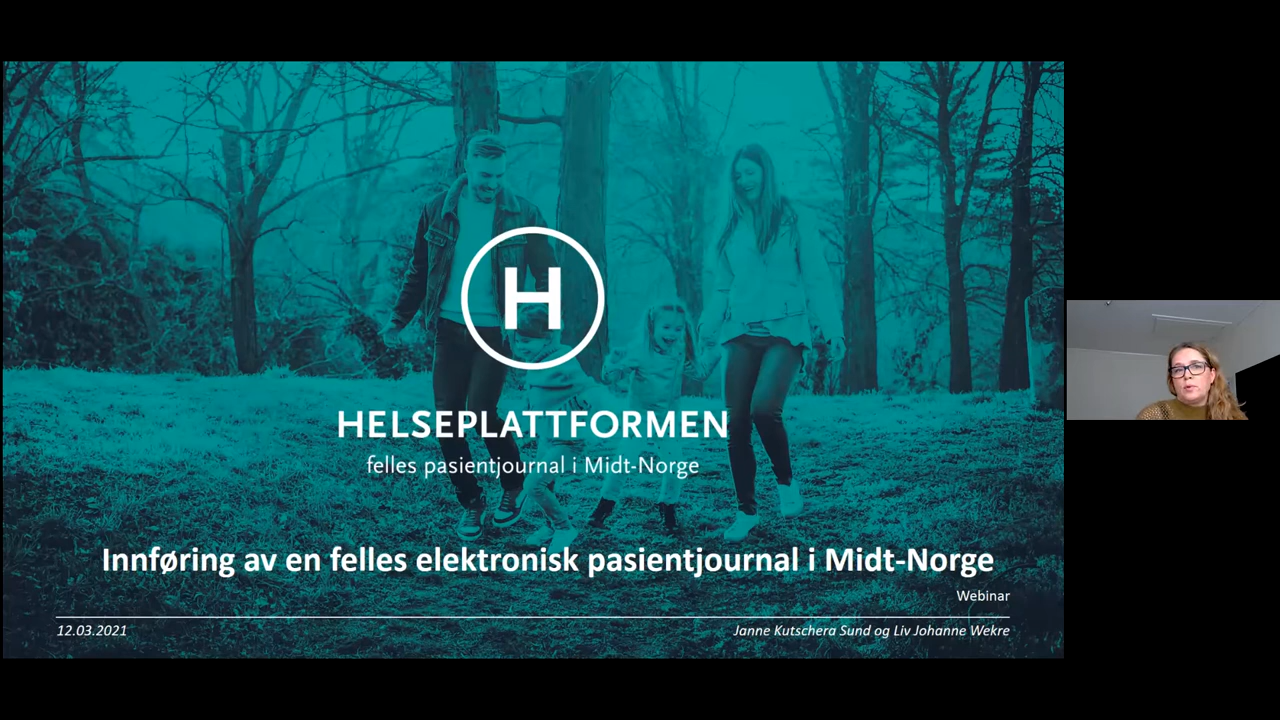 H
HELSEPLATTFORMEN
felles pasientjournal i Midt-Norge
Innføring av en felles elektronisk pasientjournal i Midt-Norge
Webinar
12.03.2021
Janne Kutschera Sund og Liv Johanne Wekre